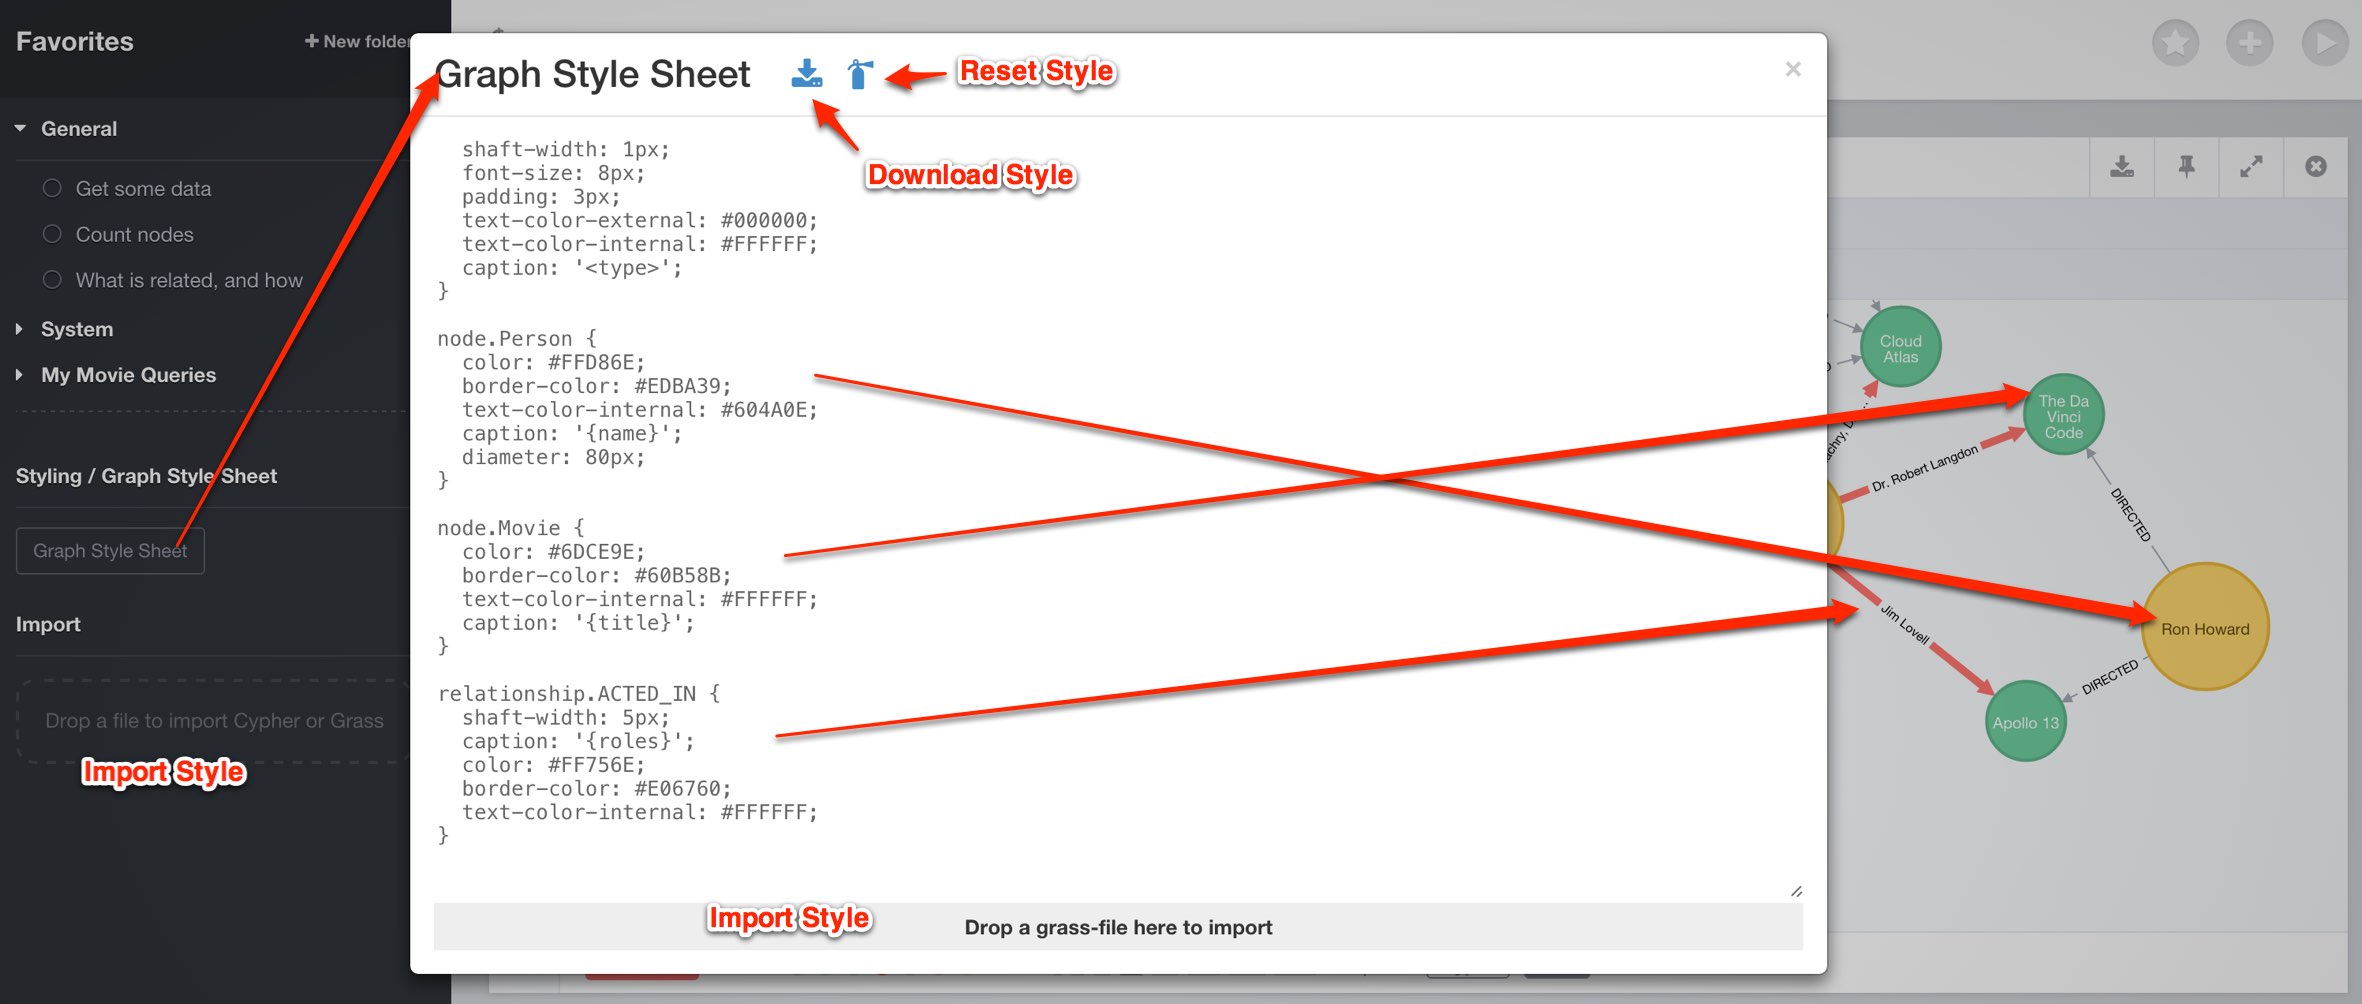 Favorites
New folder
General
Get some data
Count nodes
What is related, and how
System
My Movie Queries
Styling / Graph Style Sheet
Graph Style Sheet
Import
Drop a file to import Cypher or Grass
Import Style
Graph Style Sheet
Reset Style
Download Style
shaft-width: 1px;
font-size: 8px;
padding: 3px;
text-color-external: #000000;
text-color-internal: #FFFFFF;
caption: '<type>';
}
node.Person {
color: #FFD86E;
border-color: #EDBA39;
text-color-internal: #604A0E;
caption: '{name}';
diameter: 80px;
}
node.Movie {
color: #6DCE9E;
border-color: #60B58B;
text-color-internal: #FFFFFF;
caption: '{title}';
}
relationship.ACTED_IN {
shaft-width: 5px;
caption: '{roles}';
color: #FF756E;
border-color: #E06760;
text-color-internal: #FFFFFF;
}
Import Style
Drop a grass-file here to import
Cloud
Atlas
The Da
Vinci
Code
Dr. Robert Langdon
DIRECTED
Jim Lovell
Ron Howard
DIRECTED
Apollo 13